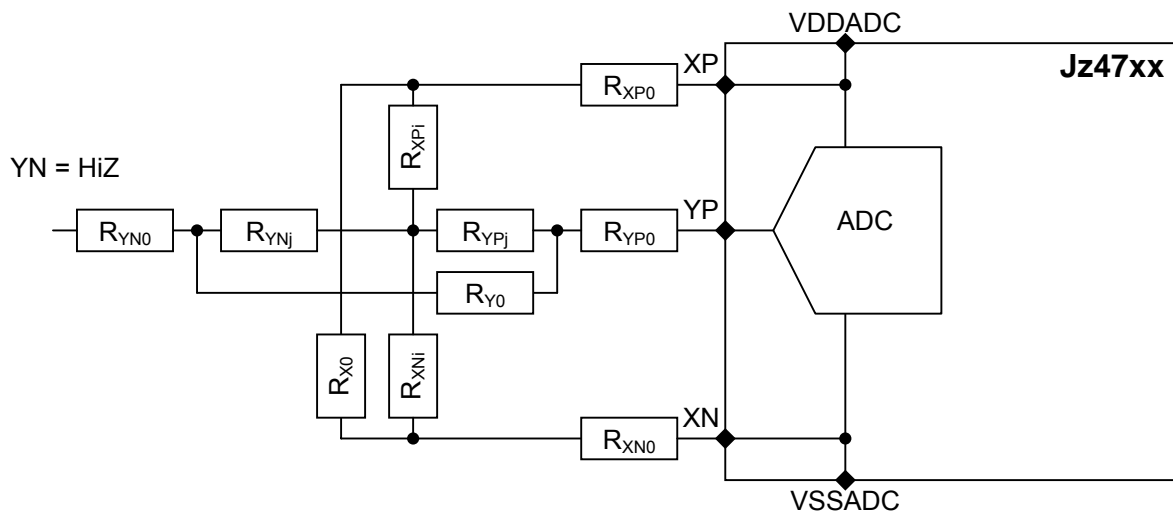 VDDADC
Jz47xx
XP
RXP0
RXPi
YN = HiZ
RYN0
RYNj
RYPj
RYP0
YP
ADC
RY0
RX0
RXNi
XN
RXN0
VSSADC